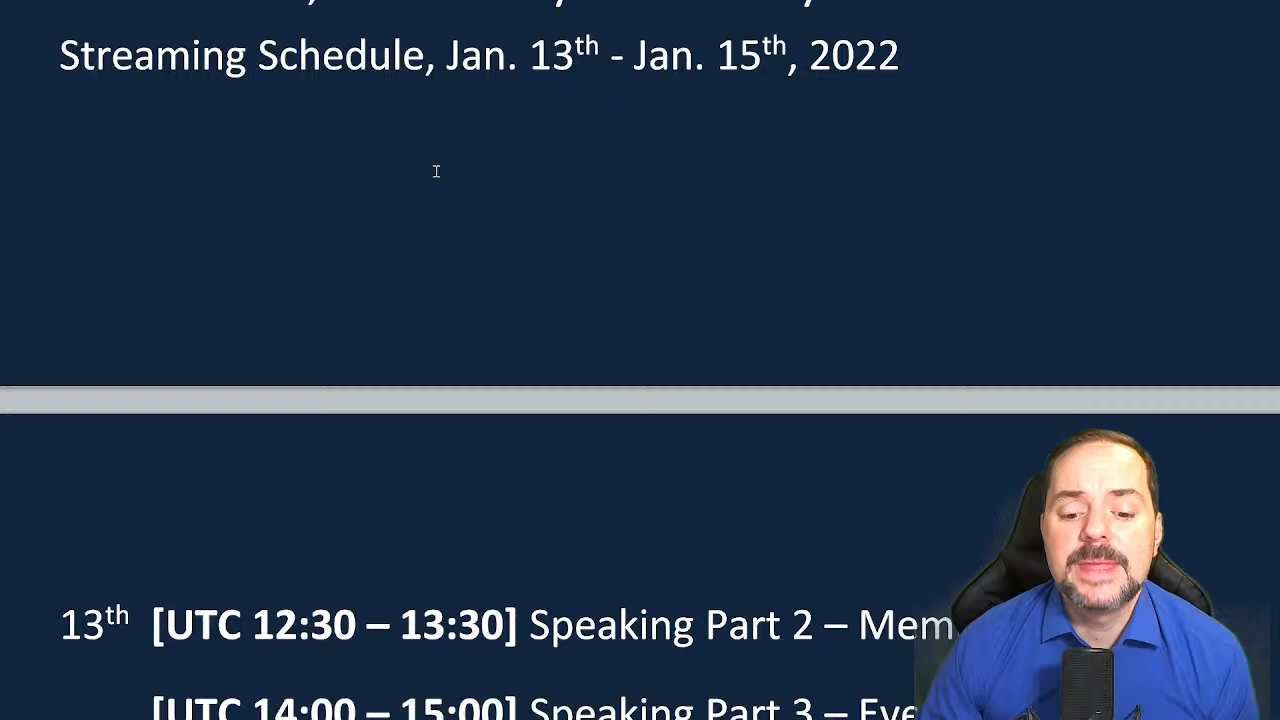 Streaming Schedule, Jan. 13th - Jan. 15th, 2022
13th [UTC 12:30 – 13:30] Speaking Part 2 – Mem
[UTC 14:00 – 15:00] Speaking Part 3 – Eve